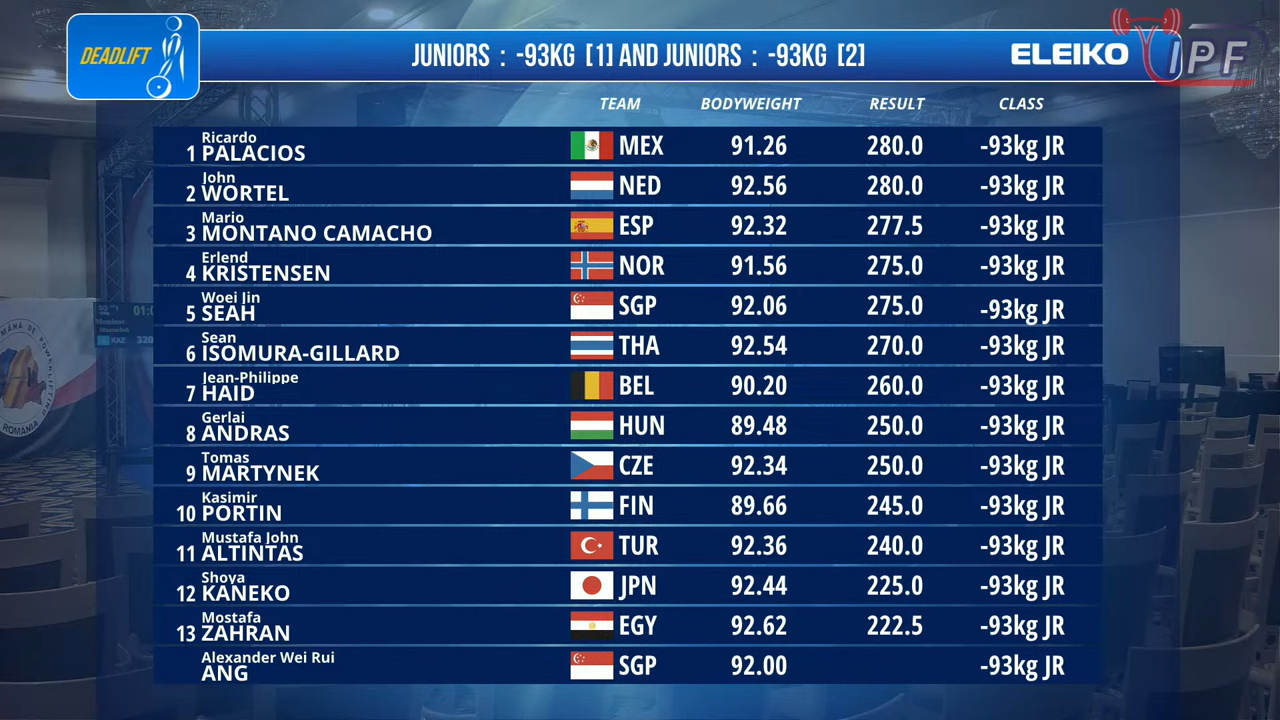 DEADLIFT
JUNIORS : -93KG [1] AND JUNIORS : -93KG [2]
ELEIKO
IPF
TEAM BODYWEIGHT RESULT CLASS
Ricardo
1 PALACIOS MEX 91.26 280.0 -93kg JR
John
2 WORTEL NED 92.56 280.0 -93kg JR
Mario
3 MONTANO CAMACHO ESP 92.32 277.5 -93kg JR
Erlend
4 KRISTENSEN NOR 91.56 275.0 -93kg JR
Woei Jin
5 SEAH SGP 92.06 275.0 -93kg JR
Sean
6 ISOMURA-GILLARD THA 92.54 270.0 -93kg JR
Jean-Philippe
7 HAID BEL 90.20 260.0 -93kg JR
Gerlai
8 ANDRAS HUN 89.48 250.0 -93kg JR
Tomas
9 MARTYNEK CZE 92.34 250.0 -93kg JR
Kasimir
10 PORTIN FIN 89.66 245.0 -93kg JR
Mustafa John
11 ALTINTAS TUR 92.36 240.0 -93kg JR
Shoya
12 KANEKO JPN 92.44 225.0 -93kg JR
Mostafa
13 ZAHRAN EGY 92.62 222.5 -93kg JR
Alexander Wei Rui
ANG SGP 92.00 -93kg JR
01:0
KAZ 320
ROMANIA